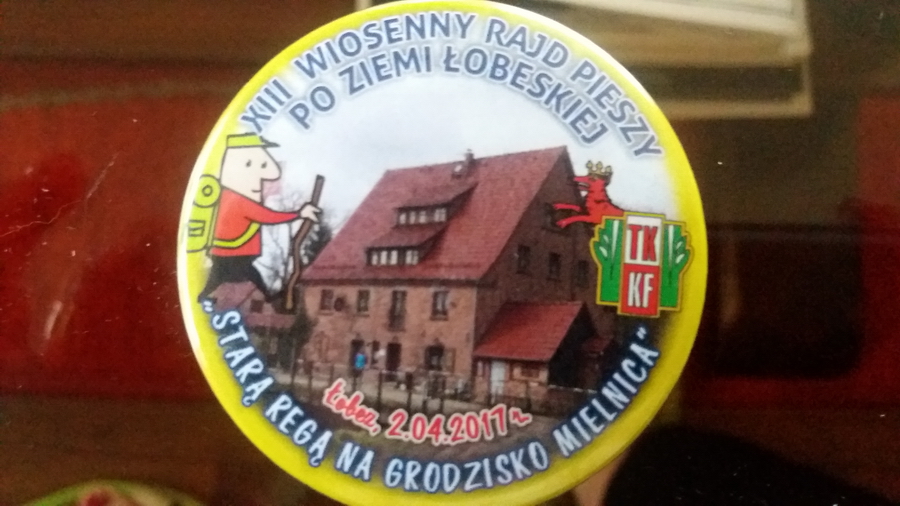 XIII WIOSENNY RAJD PIESZY
PO ZIEMI ŁOBESKIEJ
TK
KF
Łobez, 2.04.2017 r.
„STARĄ REGĄ NA GRODZISKO MIELNICA”